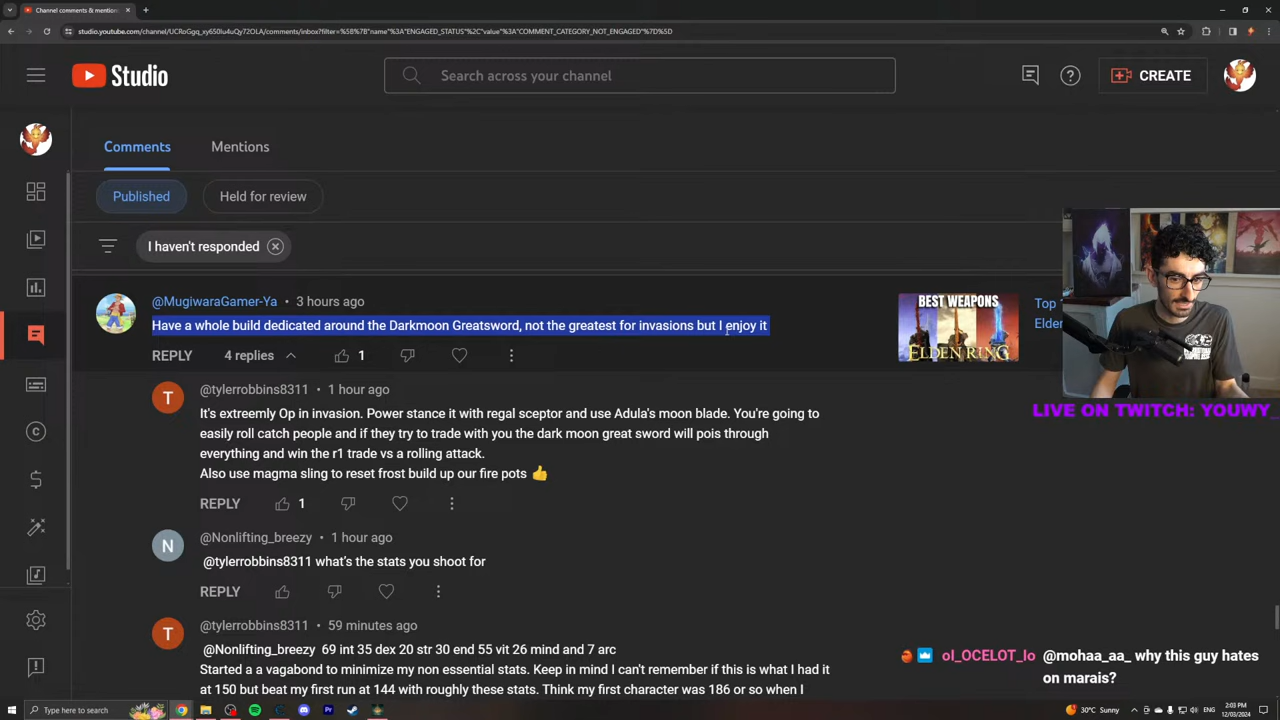 Channel comments & mention
studio.youtube.com/channel/UCRoGgq_xy650lu4uQy72OLA/comments/inbox?filter=%5B%7B"name"%3A"ENGAGED_STATUS"%2C"value"%3A"COMMENT_CATEGORY_NOT_ENGAGED"%7D%5D
Studio
Search across your channel
CREATE
Comments
Mentions
Published
Held for review
I haven't responded
@MugiwaraGamer-Ya • 3 hours ago
Have a whole build dedicated around the Darkmoon Greatsword, not the greatest for invasions but I enjoy it
REPLY 4 replies 1
BEST WEAPONS
ELDEN RING
Top
Elde
T
@tylerrobbins8311 • 1 hour ago
It's extremly Op in invasion. Power stance it with regal sceptor and use Adula's moon blade. You're going to
easily roll catch people and if they try to trade with you the dark moon great sword will pois through
everything and win the r1 trade vs a rolling attack.
Also use magma sling to reset frost build up our fire pots 👍
REPLY 1
LIVE ON TWITCH: YOUWY_
N
@Nonlifting_breezy • 1 hour ago
@tylerrobbins8311 what's the stats you shoot for
REPLY
T
@tylerrobbins8311 • 59 minutes ago
@Nonlifting_breezy 69 int 35 dex 20 str 30 end 55 vit 26 mind and 7 arc
Started a a vagabond to minimize my non essential stats. Keep in mind I can't remember if this is what I had it
at 150 but beat my first run at 144 with roughly these stats. Think my first character was 186 or so when I
ol_OCELOT_lo @mohaa_aa_ why this guy hates
on marais?
Type here to search
30°C Sunny
ENG
2:03 PM
12/03/2024